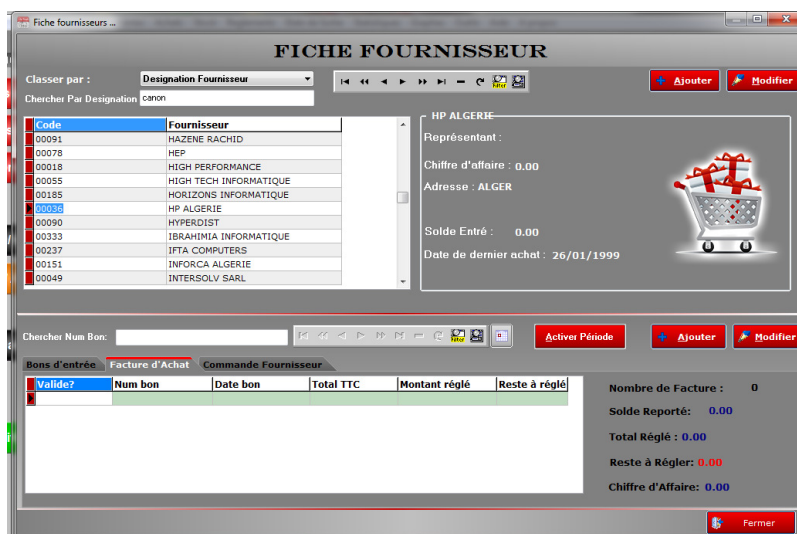 Fiche fournisseurs ...
FICHE FOURNISSEUR
Classer par :
Designation Fournisseur
Ajouter
Modifier
Chercher Par Designation
canon
Filter
Code Fournisseur
00091 HAZENE RACHID
00078 HEP
00018 HIGH PERFORMANCE
00055 HIGH TECH INFORMATIQUE
00185 HORIZONS INFORMATIQUE
00036 HP ALGERIE
00090 HYPERDIST
00333 IBRAHIMIA INFORMATIQUE
00237 IFTA COMPUTERS
00151 INFORCA ALGERIE
00049 INTERSOLV SARL
HP ALGERIE
Représentant :
Chiffre d'affaire : 0.00
Adresse : ALGER
Solde Entré : 0.00
Date de dernier achat : 26/01/1999
Chercher Num Bon:
Filter
Activer Période
Ajouter
Modifier
Bons d'entrée Facture d'Achat Commande Fournisseur
Valide? Num bon Date bon Total TTC Montant réglé Reste à réglé
Nombre de Facture : 0
Solde Reporté: 0.00
Total Réglé : 0.00
Reste à Régler: 0.00
Chiffre d'Affaire: 0.00
Fermer